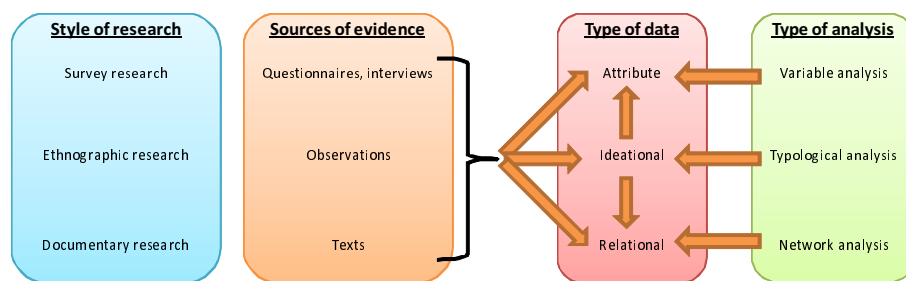 Style of research
Survey research
Ethnographic research
Documentary research
Sources of evidence
Questionnaires, interviews
Observations
Texts
Type of data
Attribute
Ideational
Relational
Type of analysis
Variable analysis
Typological analysis
Network analysis